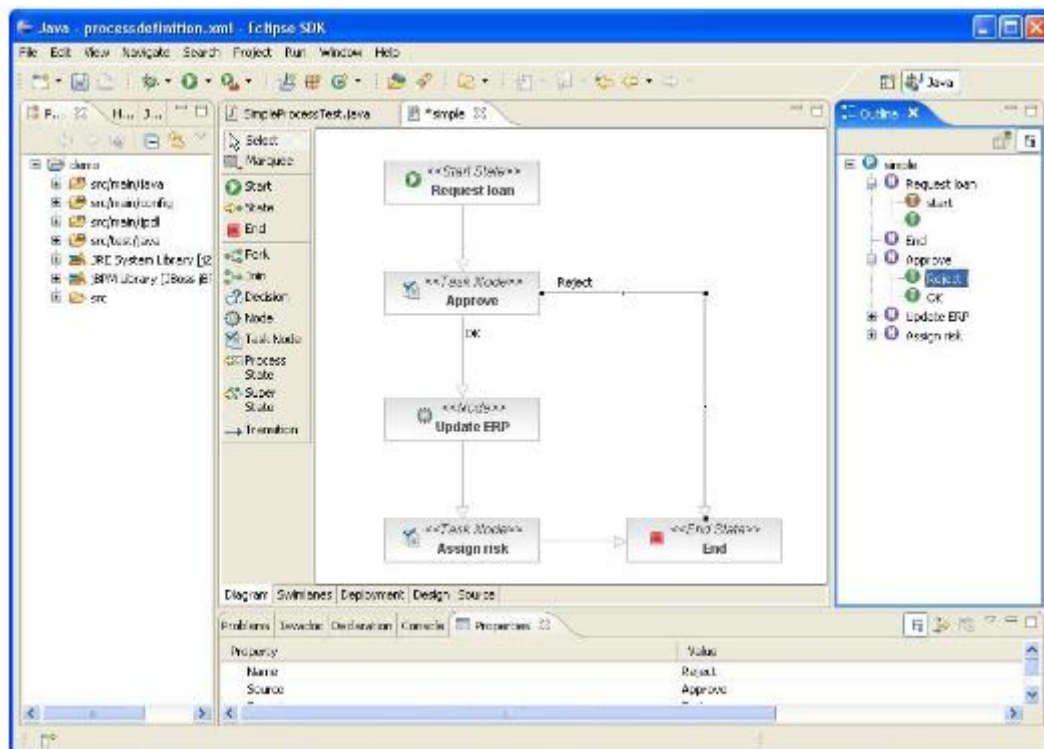 Java - processdefinition.xml - Eclipse SDK
File Edit View Navigate Search Project Run Window Help
Java
P... H... J...
SimpleProcessTest.java
*simple
Outline
demo
src/main/java
src/main/config
src/main/jpdl
src/test/java
JRE System Library [j2
jBPM Library [JBoss jB
src
Select
Marquee
Start
State
End
Fork
Join
Decision
Node
Task Node
Process
State
Super
State
Transition
<<Start State>>
Request loan
<<Task Node>>
Approve
Reject
OK
<<Node>>
Update ERP
<<Task Node>>
Assign risk
<<End State>>
End
simple
Request loan
start
End
Approve
Reject
OK
Update ERP
Assign risk
Diagram Swimlanes Deployment Design Source
Problems Javadoc Declaration Console Properties
Property Value
Name Reject
Source Approve